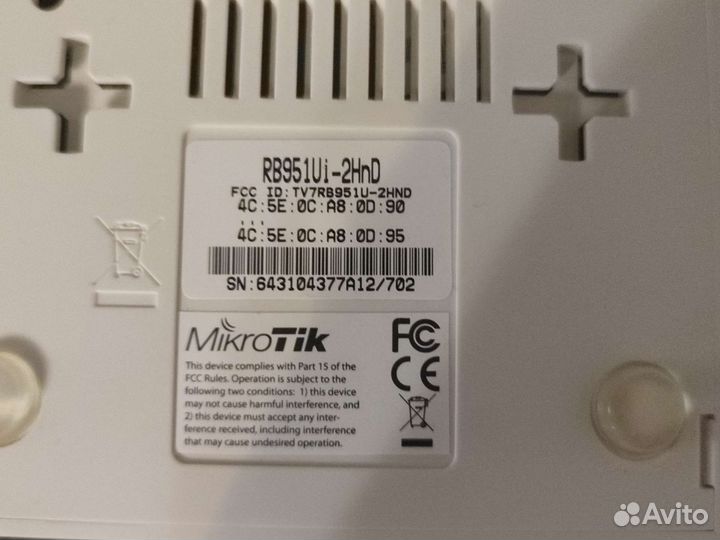 RB951Ui-2HnD
FCC ID:TV7RB951U-2HND
4C:5E:0C:A8:0D:90
...
4C:5E:0C:A8:0D:95
SN:643104377A12/702
MikroTik
FC
CE
This device complies with Part 15 of the
FCC Rules. Operation is subject to the
following two conditions: 1) this device
may not cause harmful interference, and
2) this device must accept any inter-
ference received, including interference
that may cause undesired operation.
Avito